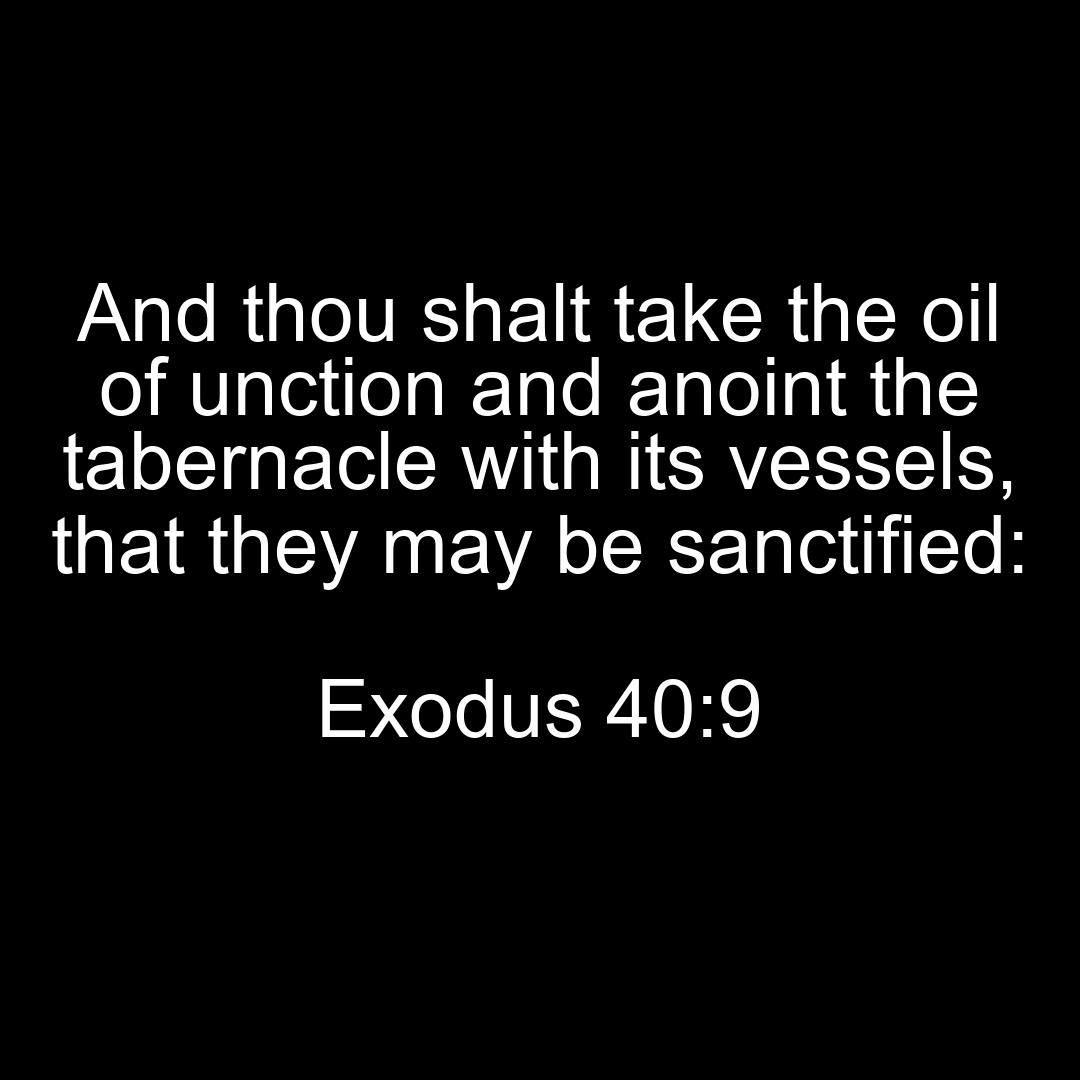 And thou shalt take the oil
of unction and anoint the
tabernacle with its vessels,
that they may be sanctified:
Exodus 40:9